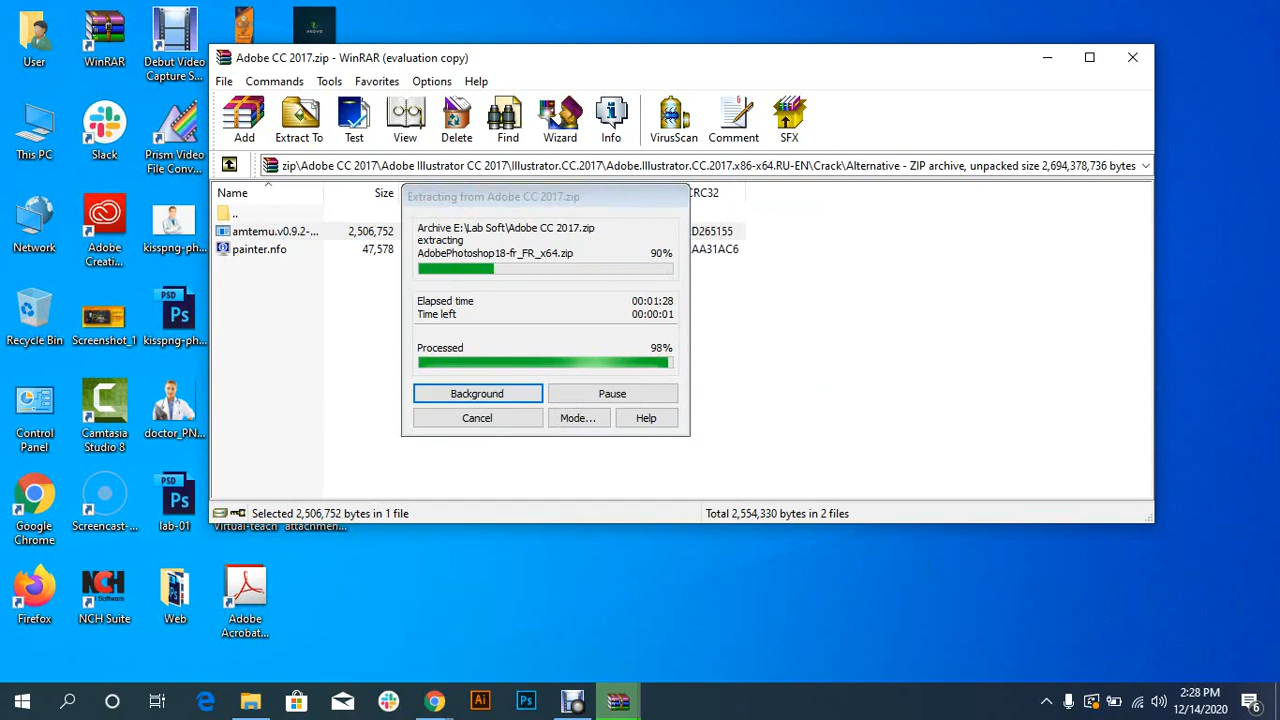 User
WinRAR
Debut Video
Capture S...
This PC
Slack
Prism Video
File Conv...
Network
Adobe
Creati...
kisspng-ph...
Recycle Bin
Screenshot_1
kisspng-ph...
Control
Panel
Camtasia
Studio 8
doctor_PN...
Google
Chrome
Screencast-...
lab-01
Virtual-teach
attachment...
Firefox
NCH Suite
Web
Adobe
Acrobat...
Adobe CC 2017.zip - WinRAR (evaluation copy)
File Commands Tools Favorites Options Help
Add Extract To Test View Delete Find Wizard Info VirusScan Comment SFX
zip\Adobe CC 2017\Adobe Illustrator CC 2017\Illustrator.CC.2017\Adobe.Illustrator.CC.2017.x86-x64.RU-EN\Crack\Alternative - ZIP archive, unpacked size 2,694,378,736 bytes
Name Size CRC32
..
amtemu.v0.9.2-... 2,506,752 D265155
painter.nfo 47,578 AA31AC6
Extracting from Adobe CC 2017.zip
Archive E:\Lab Soft\Adobe CC 2017.zip
extracting
AdobePhotoshop18-fr_FR_x64.zip 90%
Elapsed time 00:01:28
Time left 00:00:01
Processed 98%
Background Pause
Cancel Mode... Help
Selected 2,506,752 bytes in 1 file Total 2,554,330 bytes in 2 files
2:28 PM
12/14/2020
6